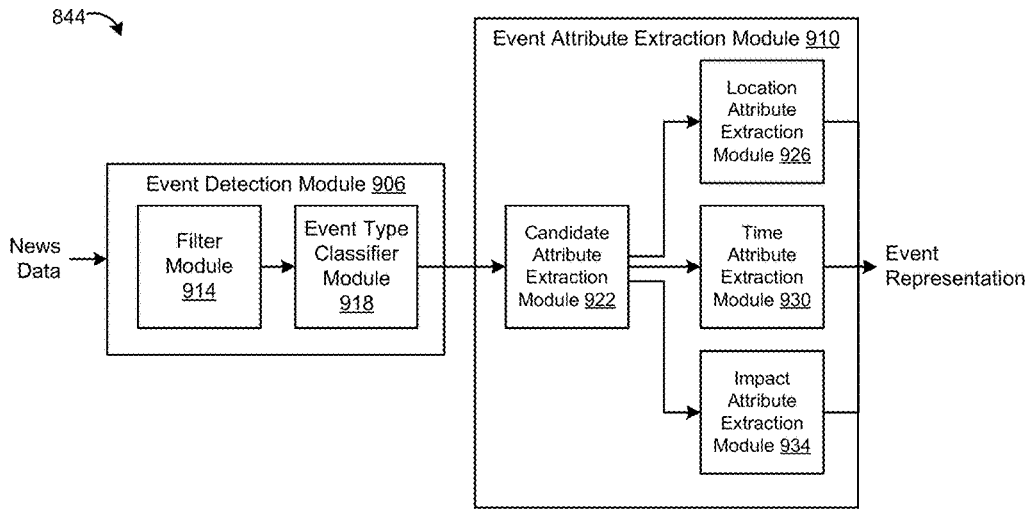 844
Event Attribute Extraction Module 910
Location
Attribute
Extraction
Module 926
Event Detection Module 906
News
Data
Filter
Module
914
Event Type
Classifier
Module
918
Candidate
Attribute
Extraction
Module 922
Time
Attribute
Extraction
Module 930
Event
Representation
Impact
Attribute
Extraction
Module 934